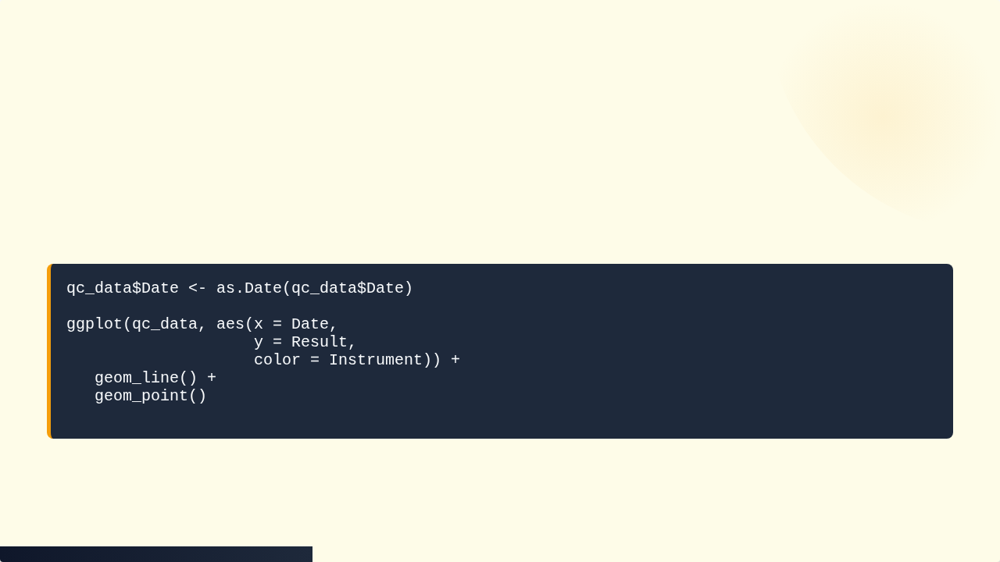 qc_data$Date <- as.Date(qc_data$Date)
ggplot(qc_data, aes(x = Date,
                    y = Result,
                    color = Instrument)) +
   geom_line() +
   geom_point()